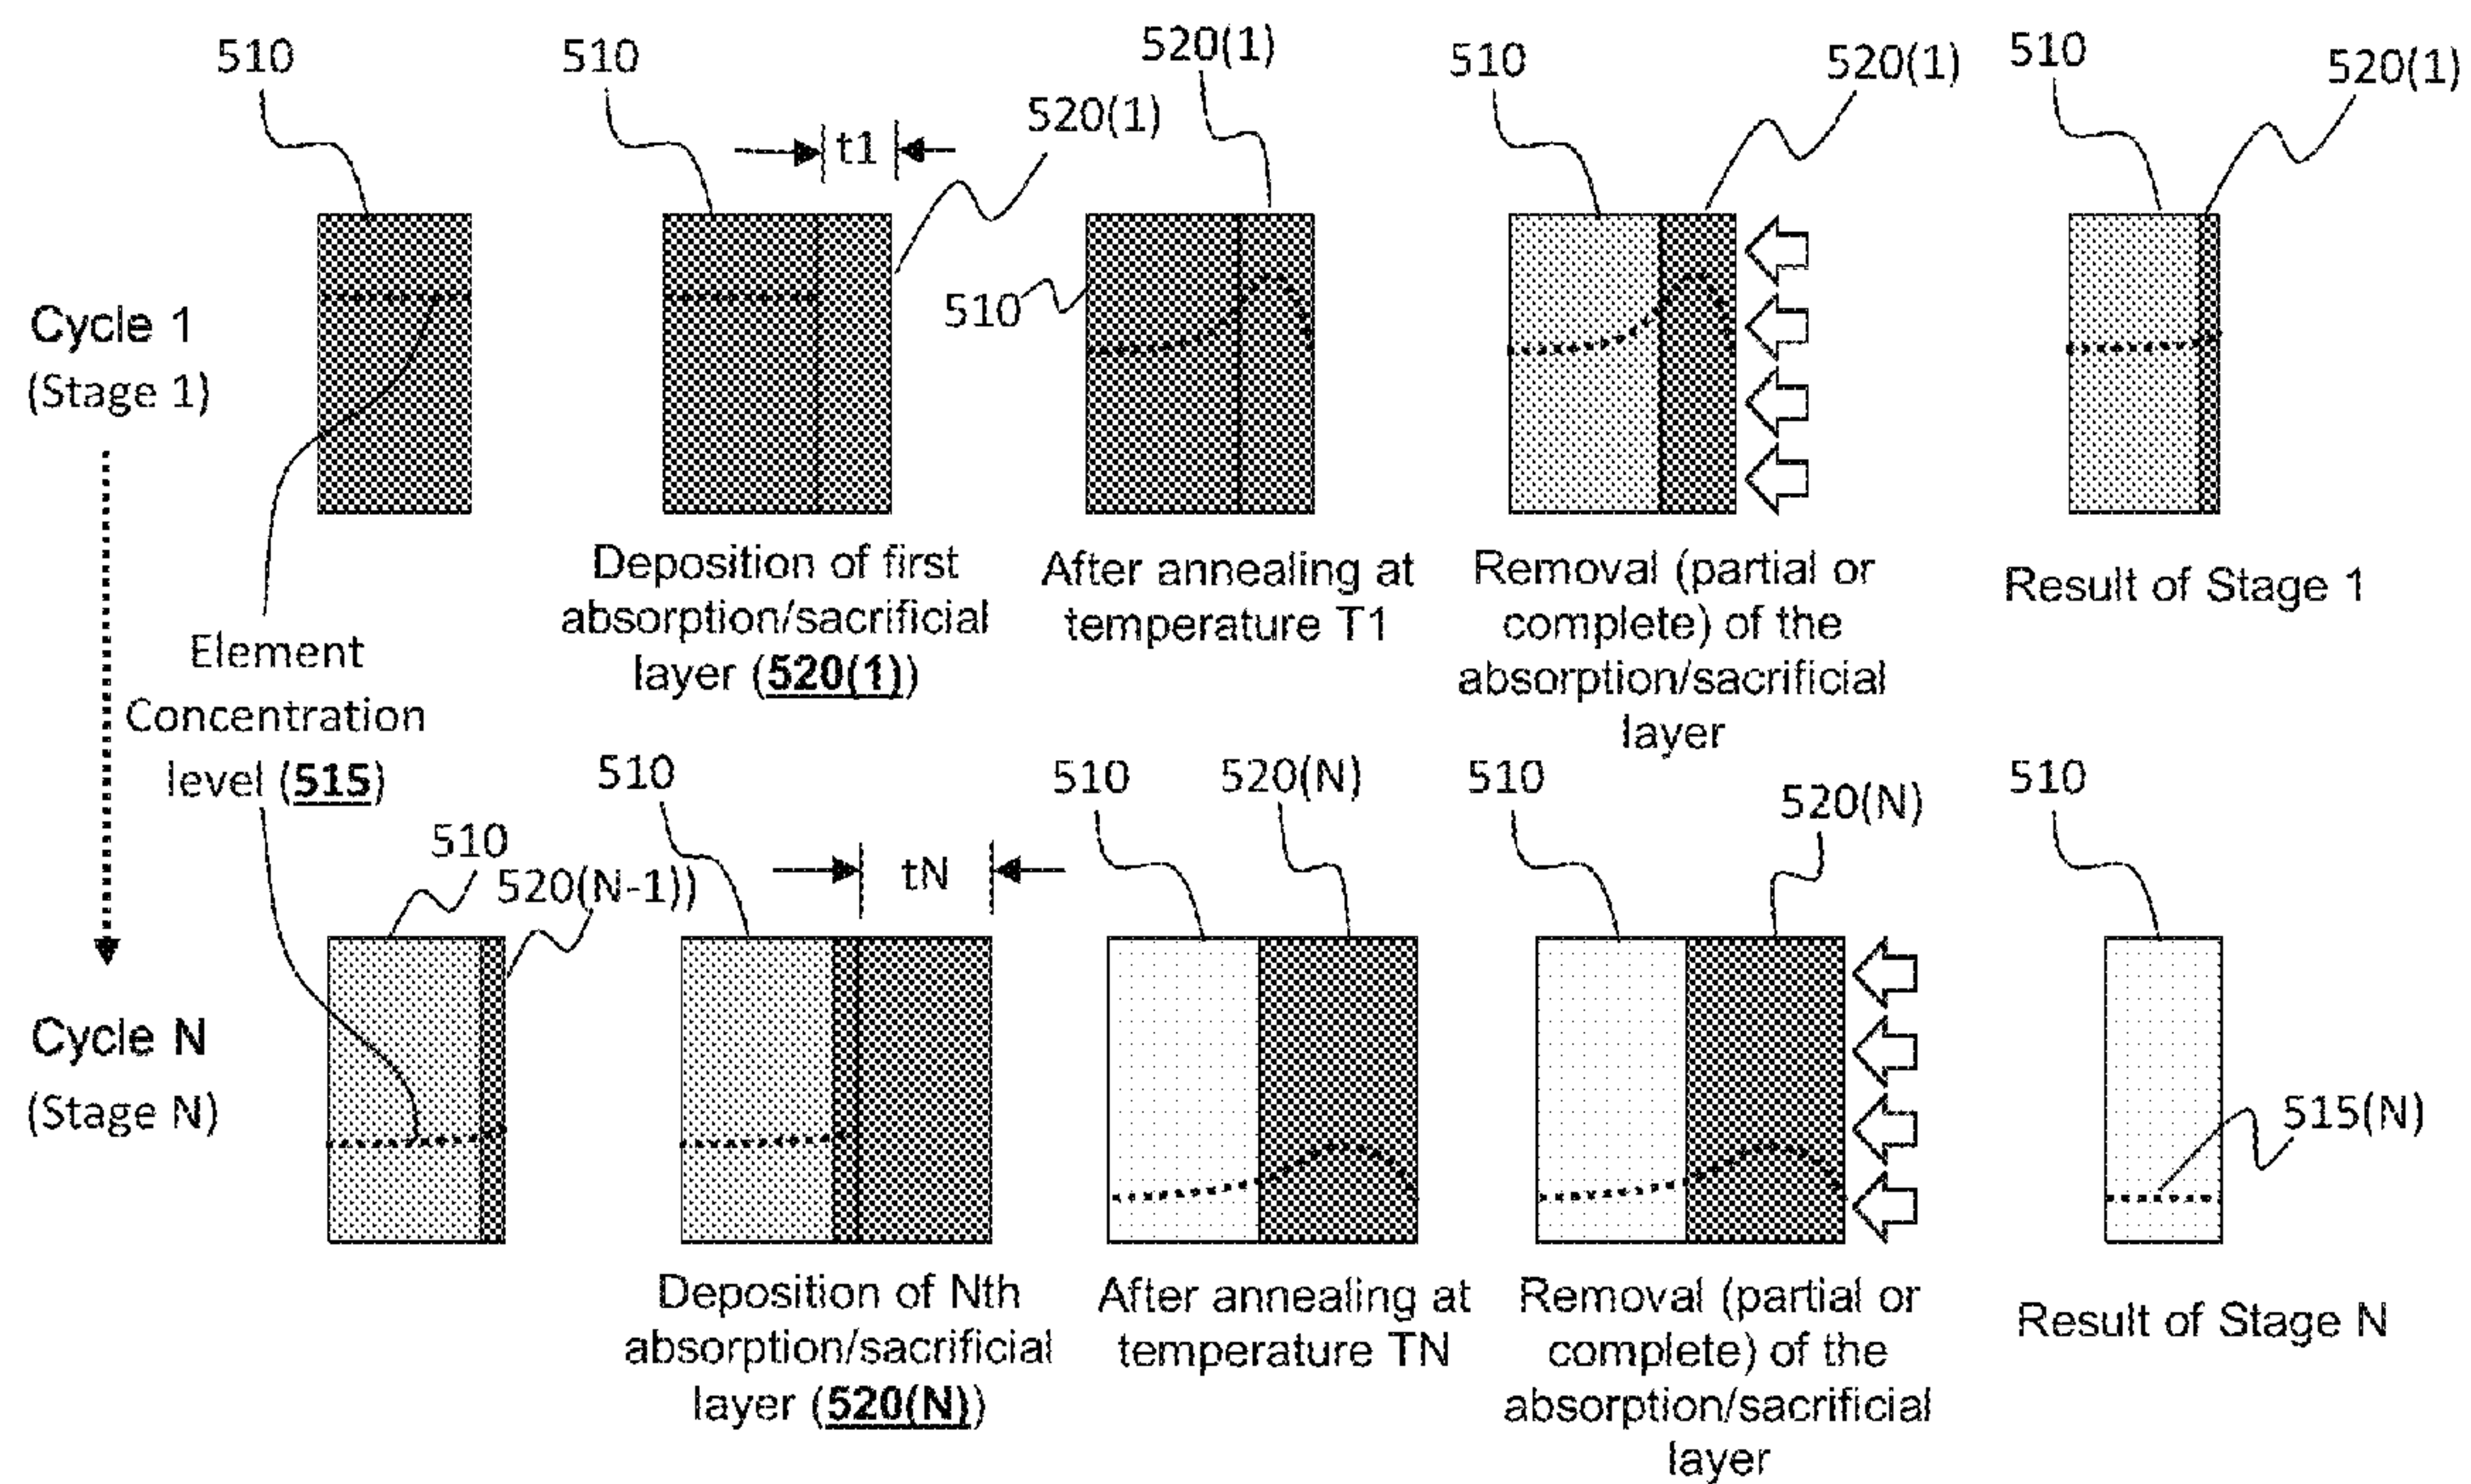 510
510
520(1)
510
520(1)
510
520(1)
t1
520(1)
510
Cycle 1
(Stage 1)
Deposition of first
absorption/sacrificial
layer (520(1))
After annealing at
temperature T1
Removal (partial or
complete) of the
absorption/sacrificial
layer
Result of Stage 1
Element
Concentration
level (515)
510
520(N-1))
510
tN
510
520(N)
510
520(N)
510
Cycle N
(Stage N)
515(N)
Deposition of Nth
absorption/sacrificial
layer (520(N))
After annealing at
temperature TN
Removal (partial or
complete) of the
absorption/sacrificial
layer
Result of Stage N